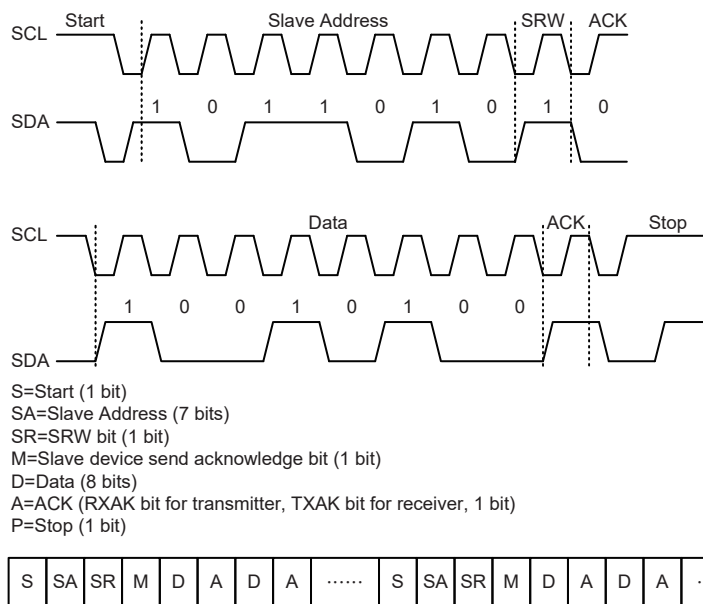 Start Slave Address SRW ACK
SCL
1 0 1 1 0 1 0 1 0
SDA
Data ACK Stop
SCL
1 0 0 1 0 1 0 0
SDA
S=Start (1 bit)
SA=Slave Address (7 bits)
SR=SRW bit (1 bit)
M=Slave device send acknowledge bit (1 bit)
D=Data (8 bits)
A=ACK (RXAK bit for transmitter, TXAK bit for receiver, 1 bit)
P=Stop (1 bit)
S SA SR M D A D A ...... S SA SR M D A D A